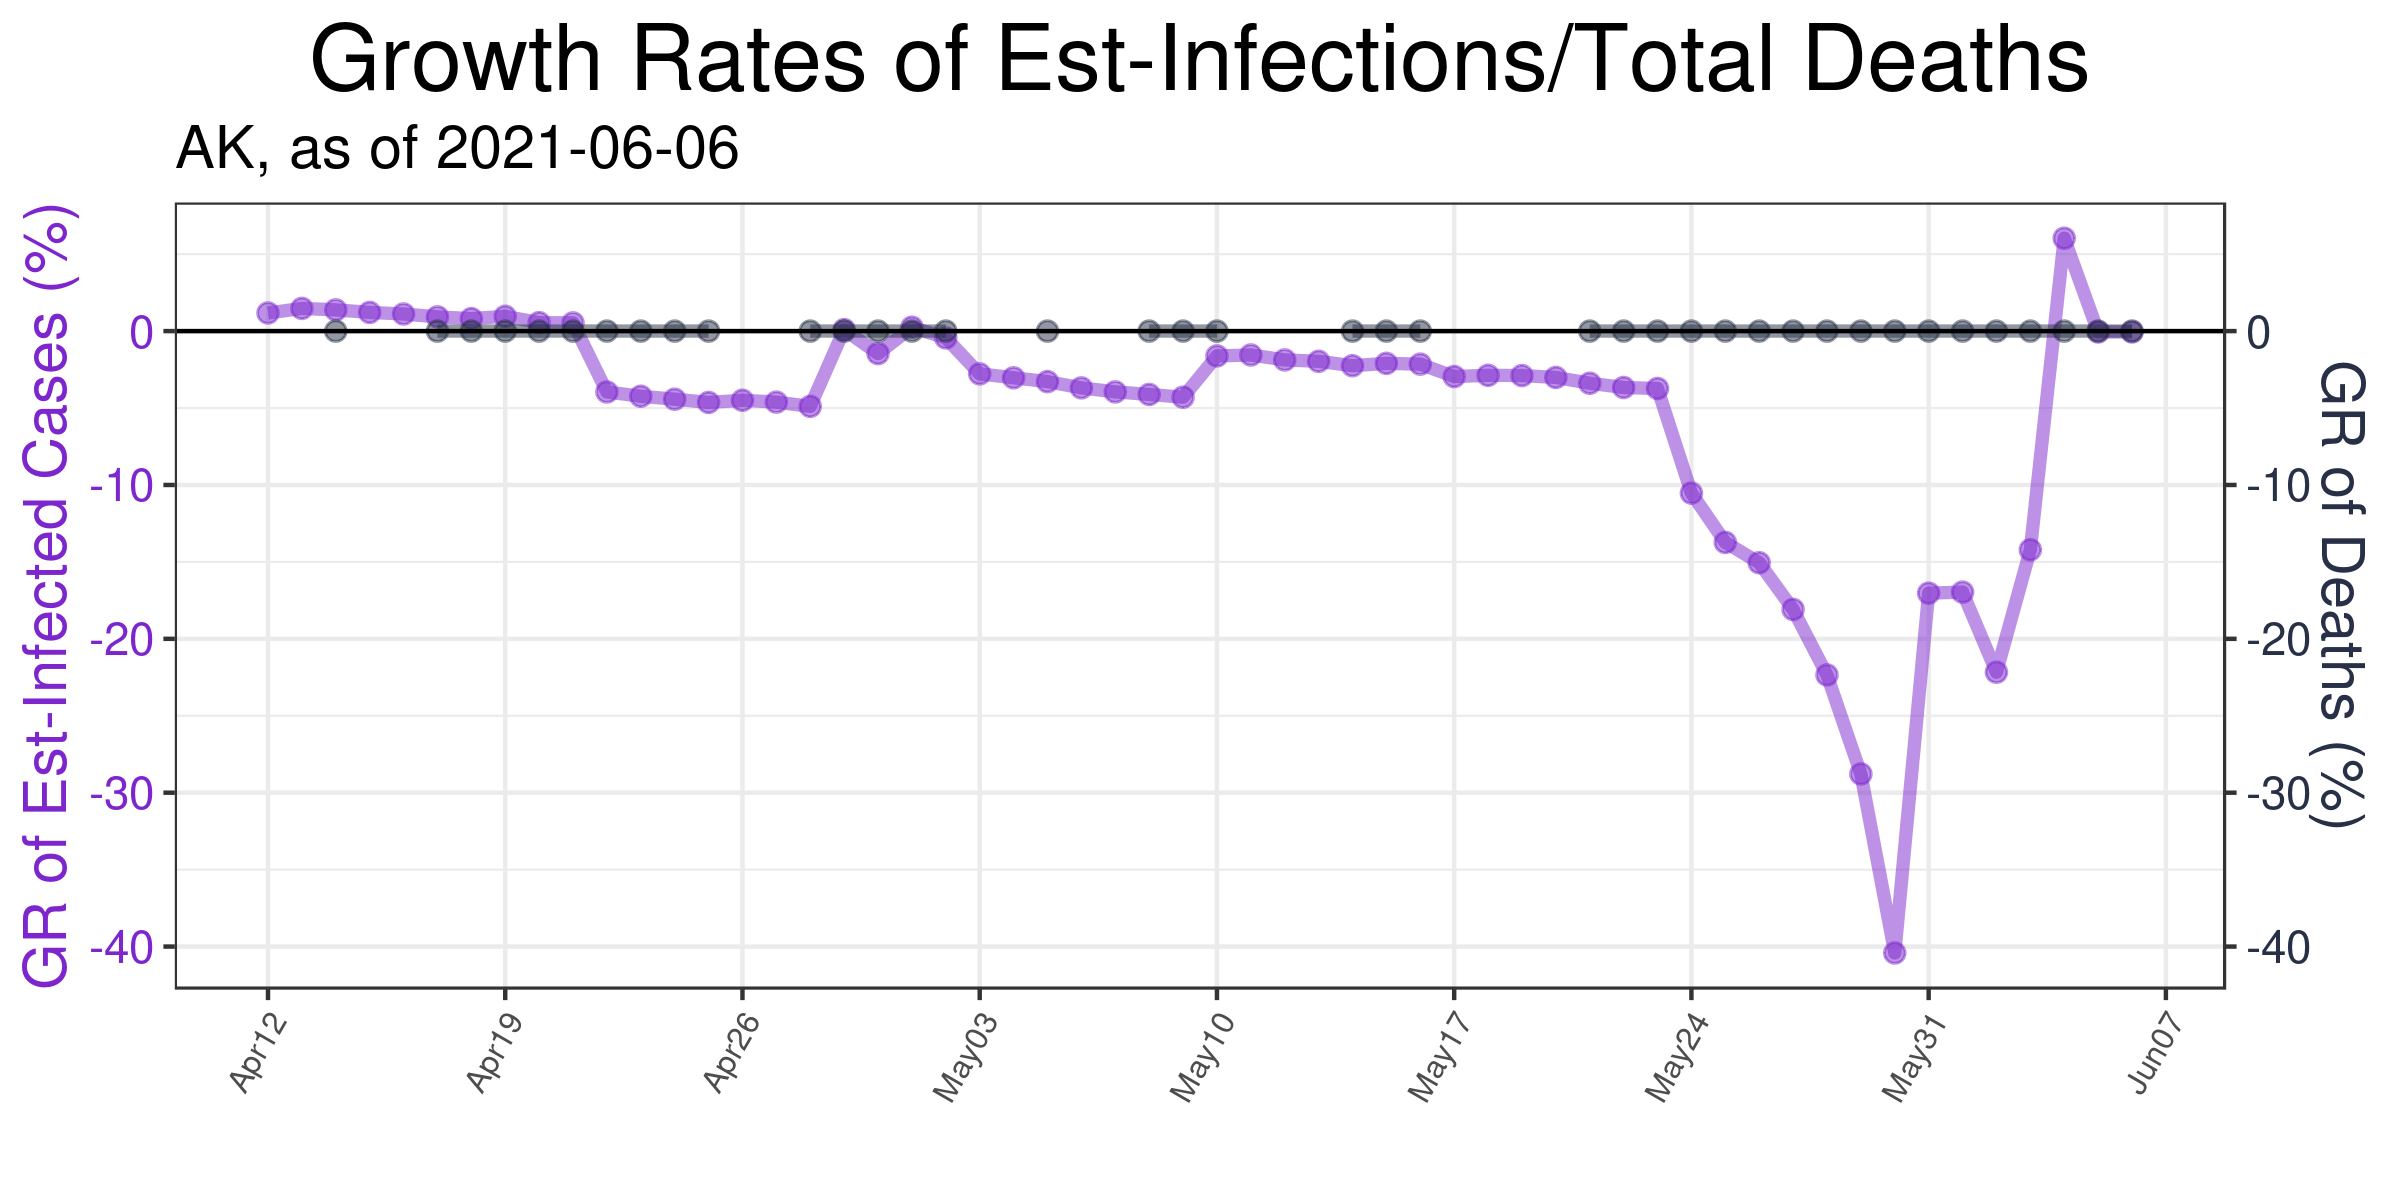 Growth Rates of Est-Infections/Total Deaths
AK, as of 2021-06-06
GR of Est-Infected Cases (%)
0
-10
-20
-30
-40
0
-10
-20
-30
-40
GR of Deaths (%)
Apr12
Apr19
Apr26
May03
May10
May17
May24
May31
Jun07